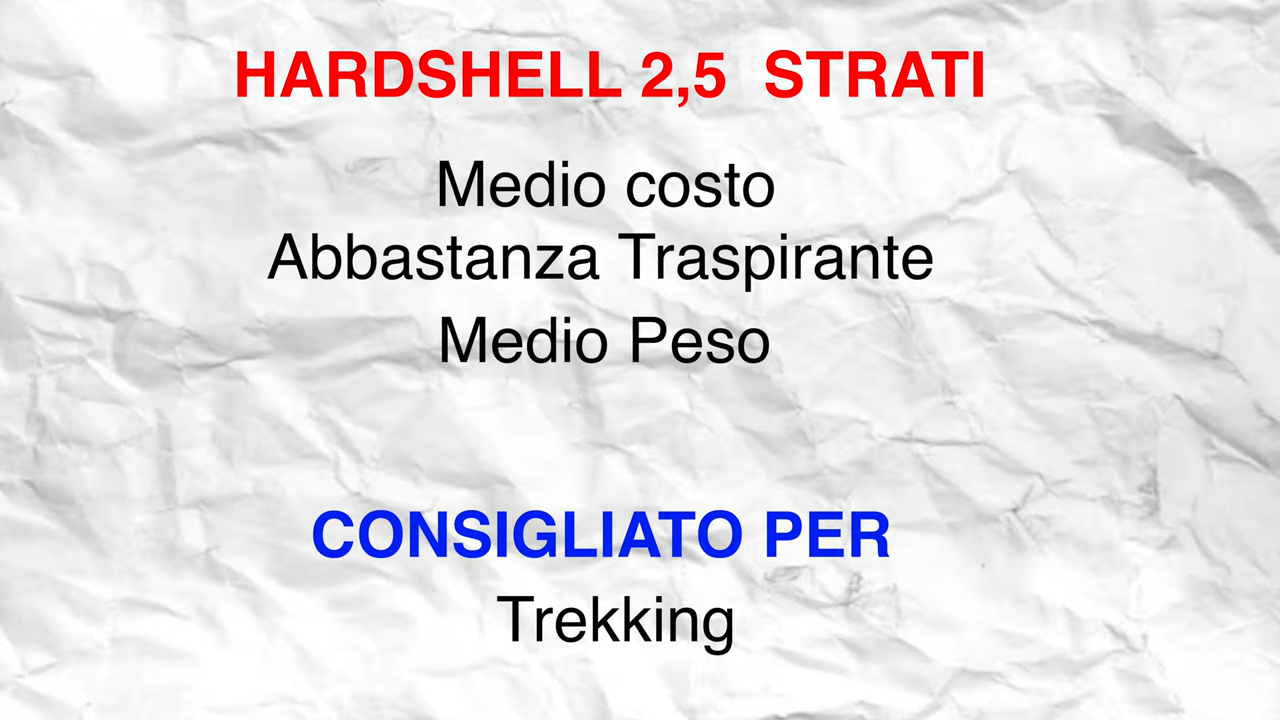 HARDSHELL 2,5 STRATI
Medio costo
Abbastanza Traspirante
Medio Peso
CONSIGLIATO PER
Trekking